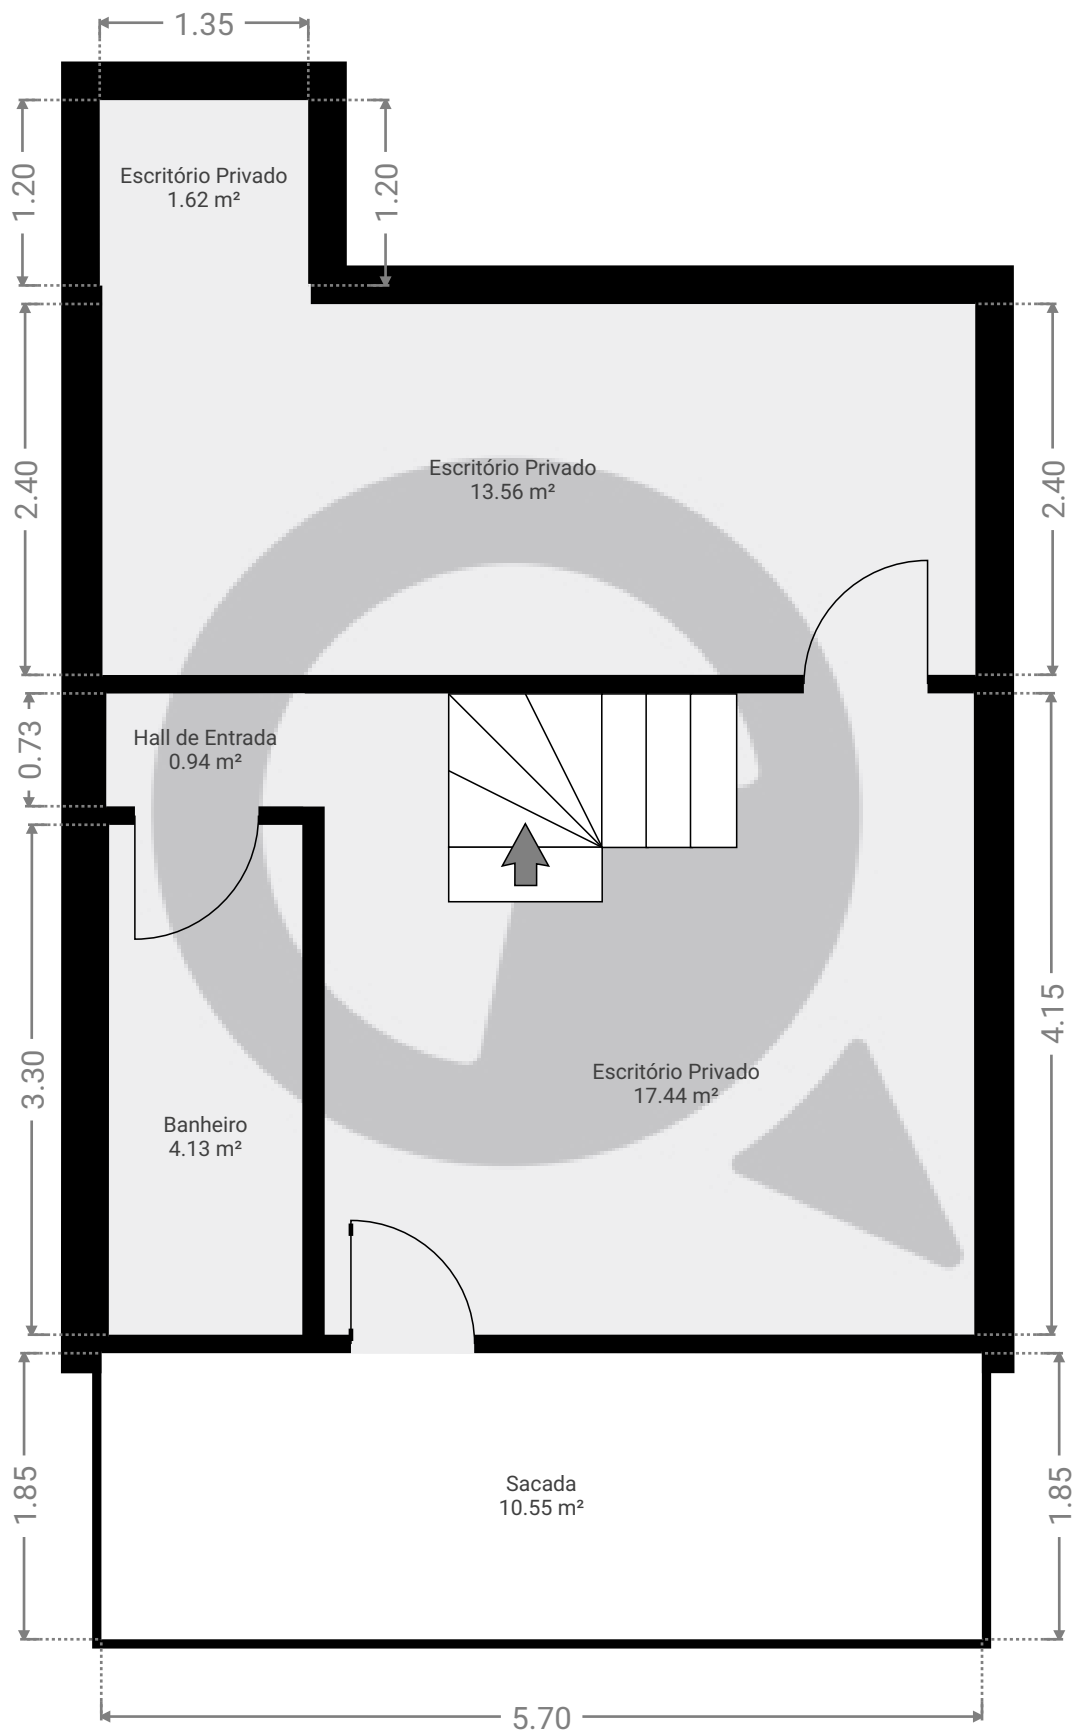 1.35
1.20
1.20
Escritório Privado
1.62 m²
2.40
2.40
Escritório Privado
13.56 m²
0.73
Hall de Entrada
0.94 m²
4.15
3.30
Escritório Privado
17.44 m²
Banheiro
4.13 m²
1.85
1.85
Sacada
10.55 m²
5.70